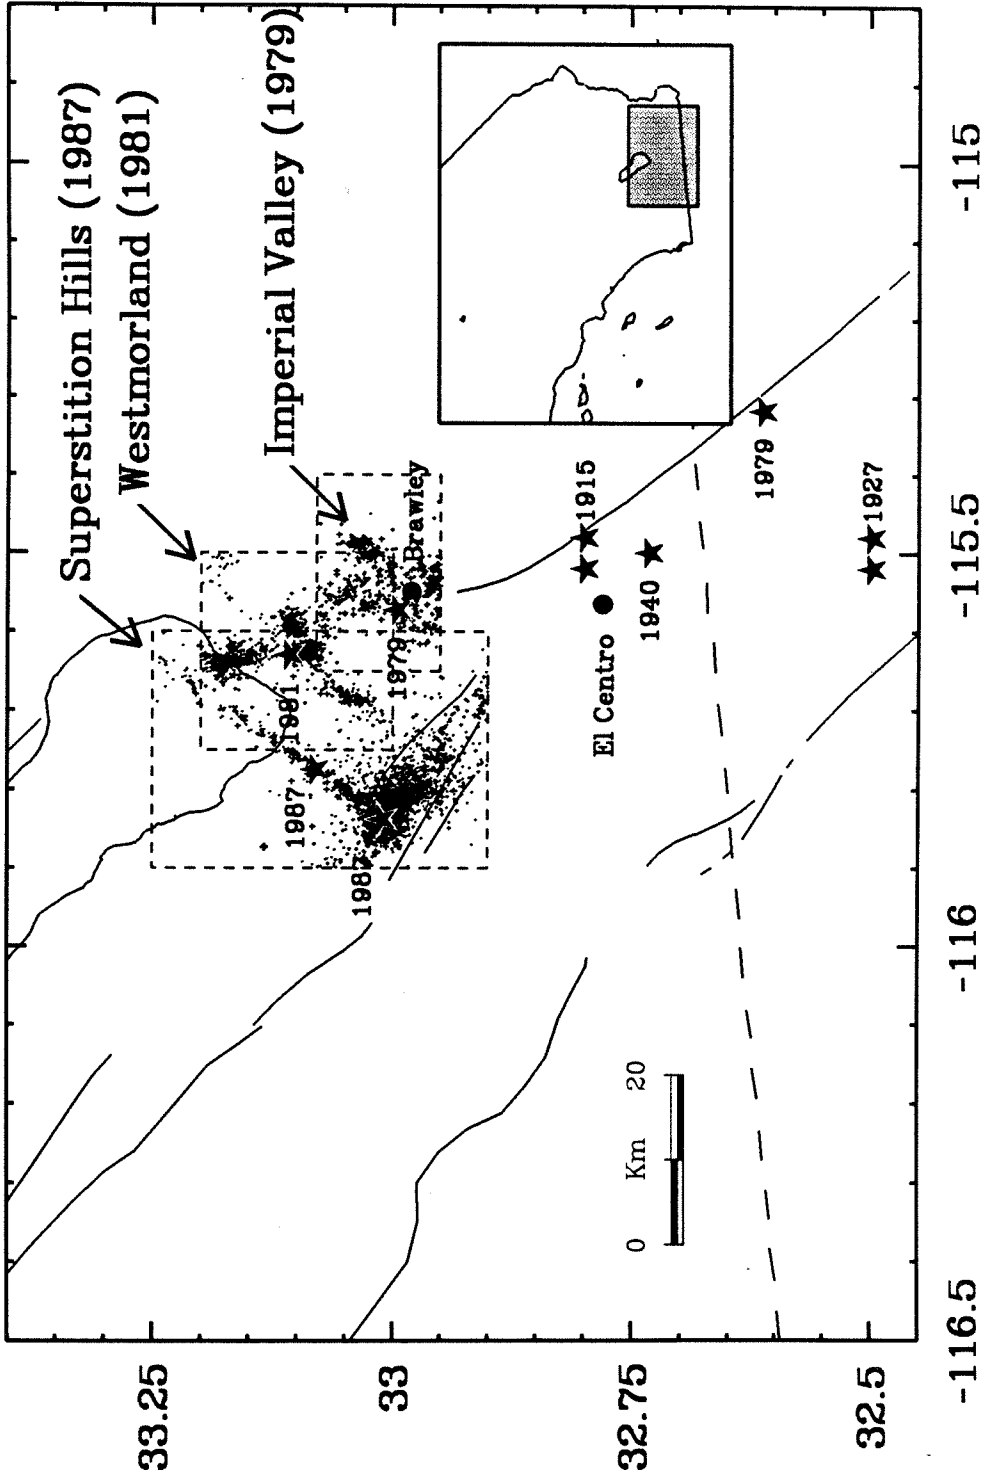 Superstition Hills (1987)
Westmorland (1981)
Imperial Valley (1979)
Brawley
1979
1981
1987
1987
1915
El Centro
1940
1979
1927
0 Km 20
33.25
33
32.75
32.5
-116.5
-116
-115.5
-115